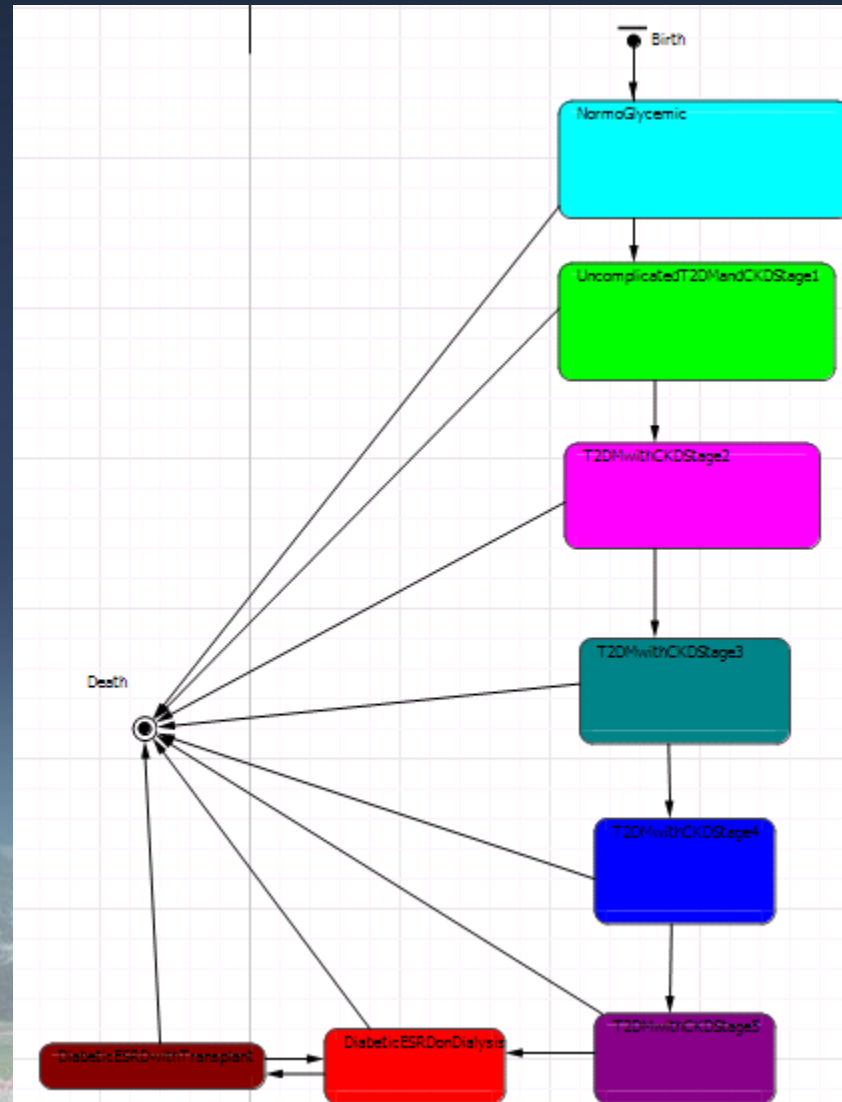 Birth
NormoGlycemic
UncomplicatedT2DMandCKDStage1
T2DMwithCKDStage2
T2DMwithCKDStage3
Death
T2DMwithCKDStage4
T2DMwithCKDStage5
DiabeticESRDonDialysis
DiabeticESRDwithTransplant